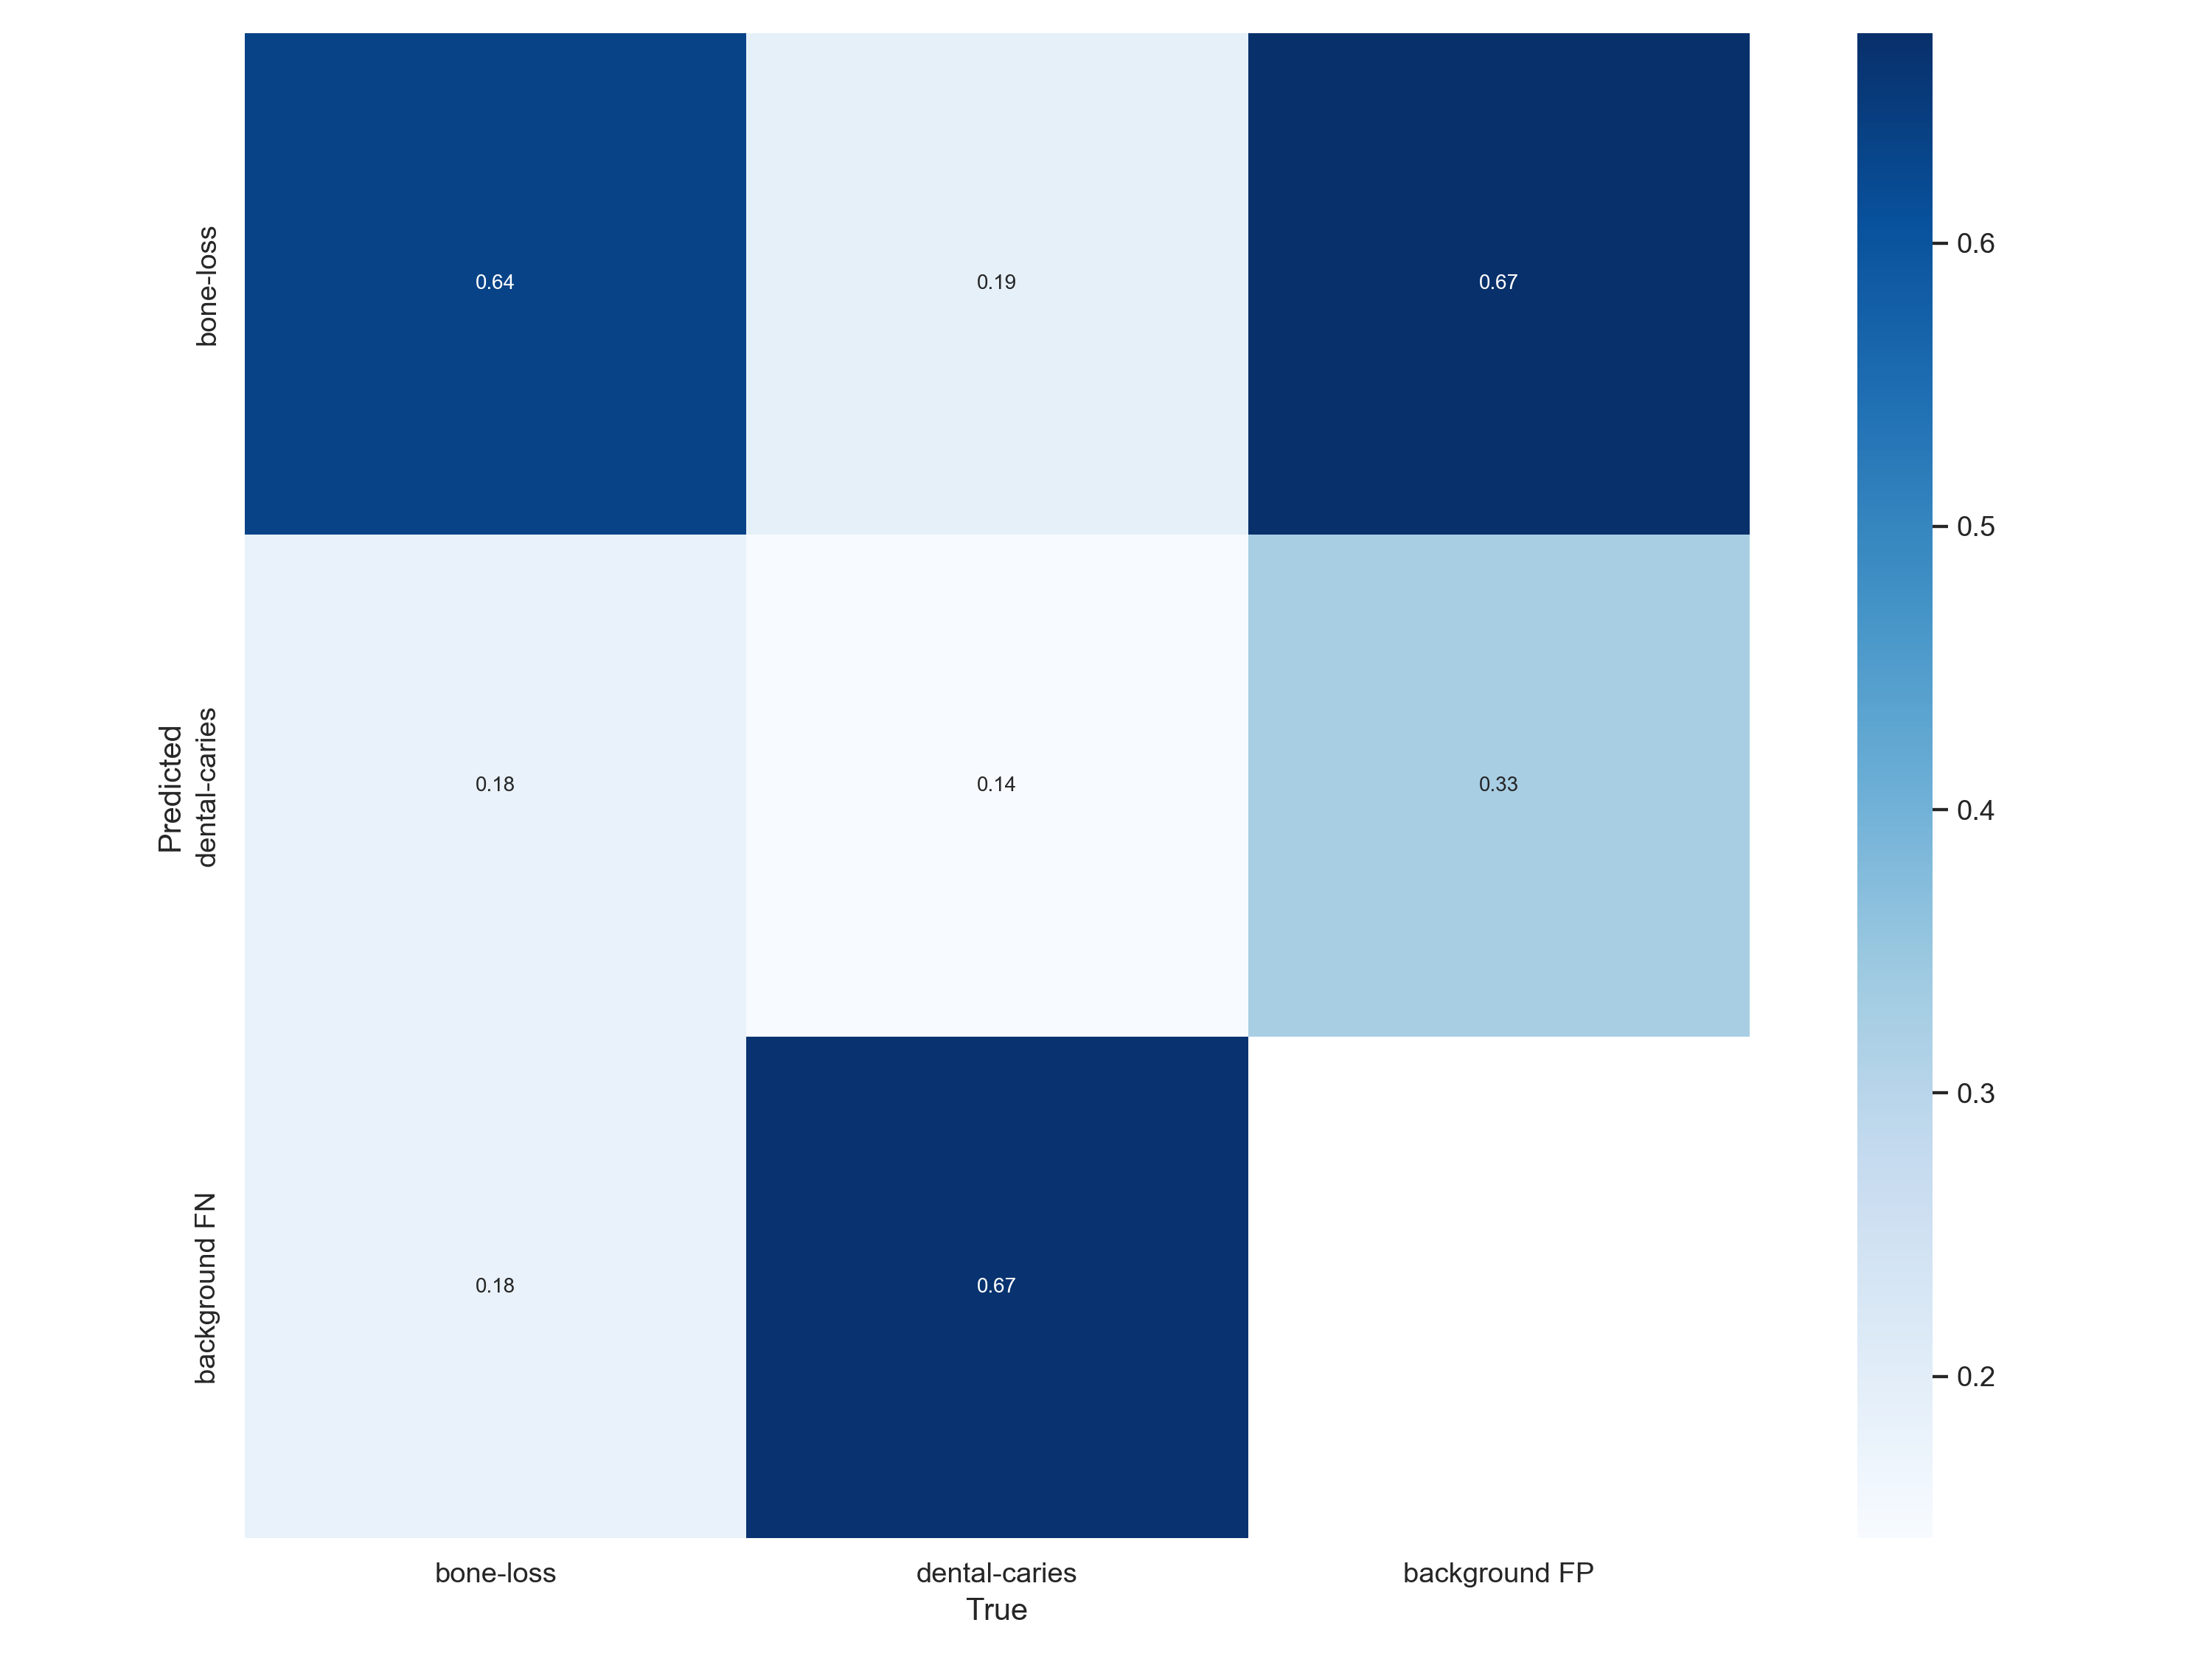 bone-loss
0.64
0.19
0.67
Predicted
dental-caries
0.18
0.14
0.33
background FN
0.18
0.67
bone-loss
dental-caries
background FP
True
0.6
0.5
0.4
0.3
0.2